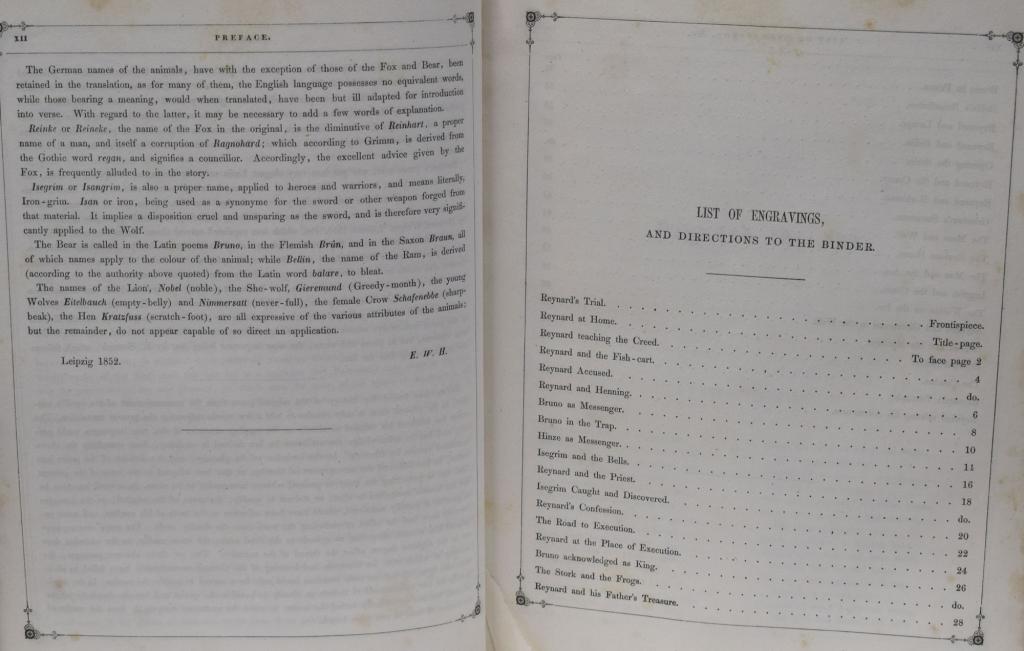 XII
PREFACE.
The German names of the animals, have with the exception of those of the Fox and Bear, been
retained in the translation, as for many of them, the English language possesses no equivalent words,
while those bearing a meaning, would when translated, have been but ill adapted for introduction
into verse. With regard to the latter, it may be necessary to add a few words of explanation.
Reinke or Reineke, the name of the Fox in the original, is the diminutive of Reinhart, a proper
name of a man, and itself a corruption of Ragnohard; which according to Grimm, is derived from
the Gothic word regan, and signifies a councillor. Accordingly, the excellent advice given by the
Fox, is frequently alluded to in the story.
Isegrim or Isangrim, is also a proper name, applied to heroes and warriors, and means literally,
Iron-grim. Isan or iron, being used as a synonyme for the sword or other weapon forged from
that material. It implies a disposition cruel and unsparing as the sword, and is therefore very signifi-
cantly applied to the Wolf.
The Bear is called in the Latin poems Bruno, in the Flemish Brûn, and in the Saxon Braun, all
of which names apply to the colour of the animal; while Bellin, the name of the Ram, is derived
(according to the authority above quoted) from the Latin word balare, to bleat.
The names of the Lion, Nobel (noble), the She-wolf, Gieremund (Greedy-month), the young
Wolves Eitelbauch (empty-belly) and Nimmersatt (never-full), the female Crow Schafenebbe (sharp-
beak), the Hen Kratzfuss (scratch-foot), are all expressive of the various attributes of the animals;
but the remainder, do not appear capable of so direct an application.
Leipzig 1852. E. W. B.
LIST OF ENGRAVINGS,
AND DIRECTIONS TO THE BINDER.
Reynard's Trial. Frontispiece.
Reynard at Home. Title-page.
Reynard teaching the Creed. To face page 2
Reynard and the Fish-cart. 4
Reynard Accused. do.
Reynard and Henning. 6
Bruno as Messenger. 8
Bruno in the Trap. 10
Hinze as Messenger. 11
Isegrim and the Bells. 16
Reynard and the Priest. 18
Isegrim Caught and Discovered. do.
Reynard's Confession. 20
The Road to Execution. 22
Reynard at the Place of Execution. 24
Bruno acknowledged as King. 26
The Stork and the Frogs. do.
Reynard and his Father's Treasure. 28